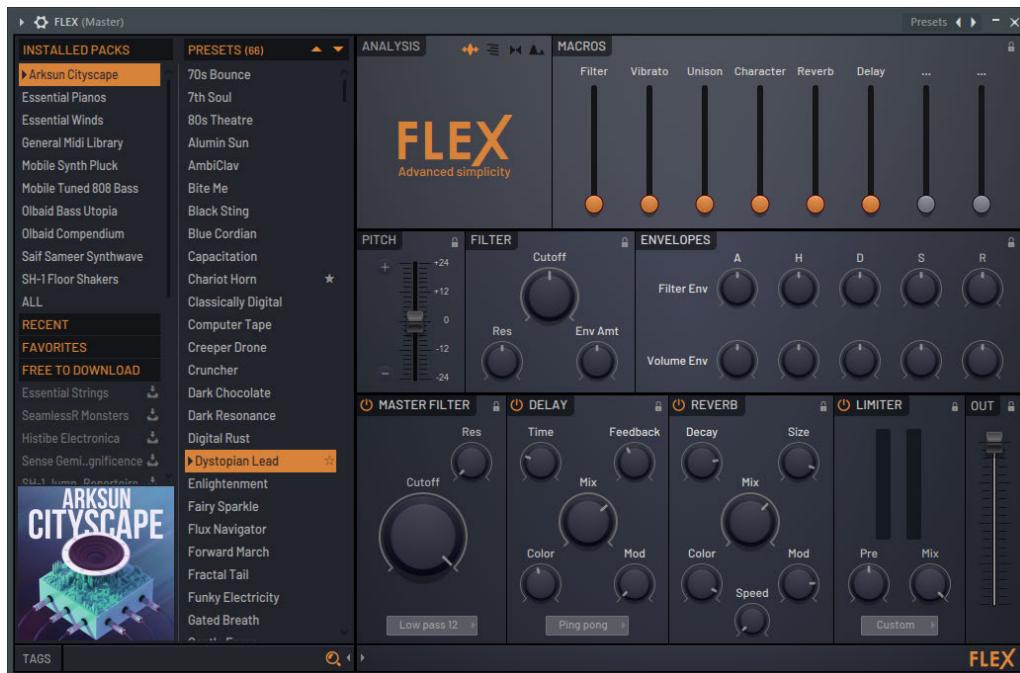 FLEX (Master)
Presets
INSTALLED PACKS
Arksun Cityscape
Essential Pianos
Essential Winds
General Midi Library
Mobile Synth Pluck
Mobile Tuned 808 Bass
Olbaid Bass Utopia
Olbaid Compendium
Saif Sameer Synthwave
SH-1 Floor Shakers
ALL
RECENT
FAVORITES
FREE TO DOWNLOAD
Essential Strings
SeamlessR Monsters
Histibe Electronica
Sense Gemi..gnificence
SH-1 Jump Repertoire
ARKSUN
CITYSCAPE
TAGS
PRESETS (66)
70s Bounce
7th Soul
80s Theatre
Alumin Sun
AmbiClav
Bite Me
Black Sting
Blue Cordian
Capacitation
Chariot Horn
Classically Digital
Computer Tape
Creeper Drone
Cruncher
Dark Chocolate
Dark Resonance
Digital Rust
Dystopian Lead
Enlightenment
Fairy Sparkle
Flux Navigator
Forward March
Fractal Tail
Funky Electricity
Gated Breath
ANALYSIS
FLEX
Advanced simplicity
MACROS
Filter Vibrato Unison Character Reverb Delay ... ...
PITCH
+24
+12
0
-12
-24
FILTER
Cutoff
Res Env Amt
ENVELOPES
A H D S R
Filter Env
Volume Env
MASTER FILTER
Res
Cutoff
Low pass 12
DELAY
Time Feedback
Mix
Color Mod
Ping pong
REVERB
Decay Size
Mix
Color Mod
Speed
LIMITER
Pre Mix
Custom
OUT
FLEX